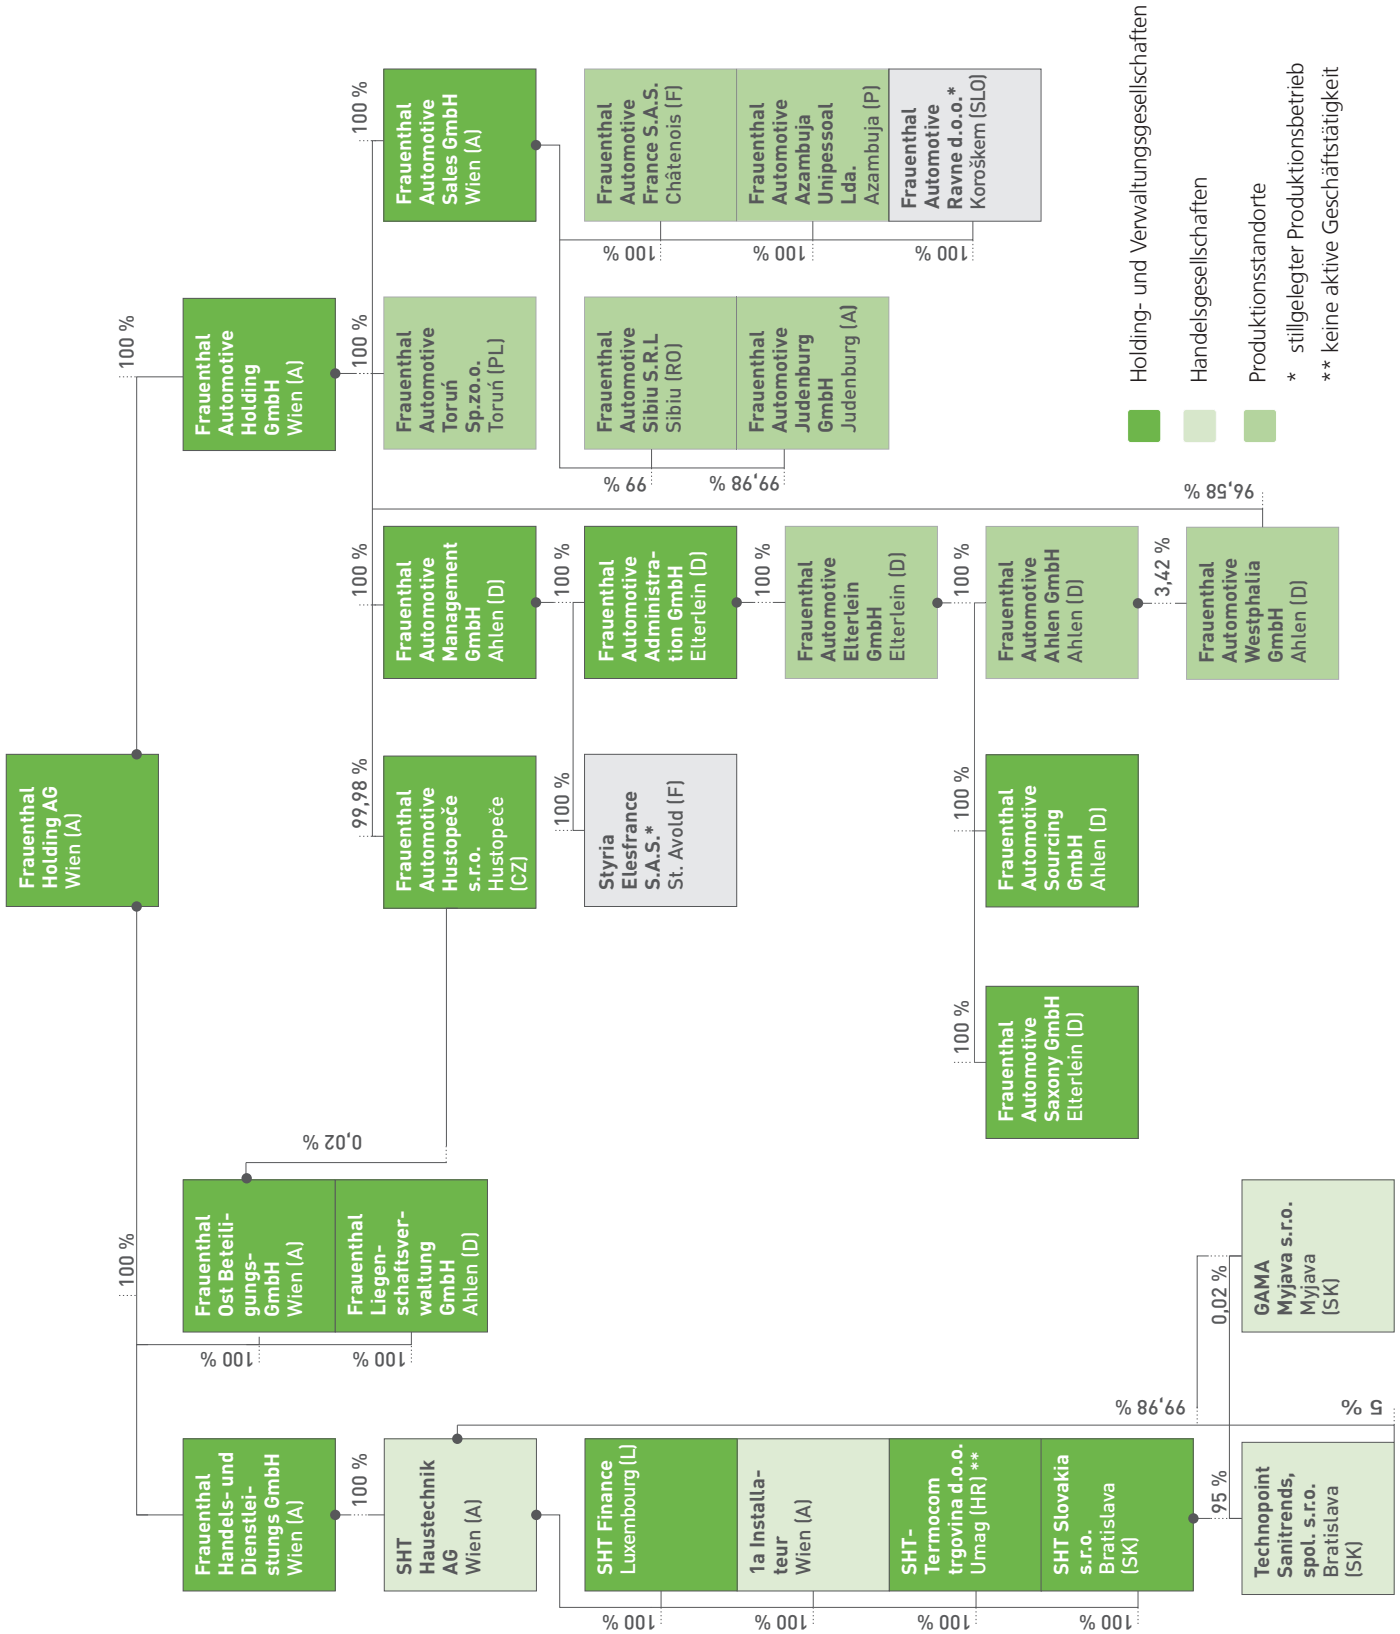 Frauenthal
Holding AG
Wien (A)
100 %
100 %
Frauenthal
Handels- und
Dienstlei-
stungs GmbH
Wien (A)
100 %
Frauenthal
Ost Beteili-
gungs-
GmbH
Wien (A)
100 %
Frauenthal
Liegen-
schaftsver-
waltung
GmbH
Ahlen (D)
0,02 %
Frauenthal
Automotive
Holding
GmbH
Wien (A)
100 %
SHT
Haustechnik
AG
Wien (A)
99,98 %
Frauenthal
Automotive
Hustopeče
s.r.o.
Hustopeče
(CZ)
100 %
Frauenthal
Automotive
Management
GmbH
Ahlen (D)
100 %
Frauenthal
Automotive
Toruń
Sp.zo.o.
Toruń (PL)
100 %
Frauenthal
Automotive
Sales GmbH
Wien (A)
100 %
SHT Finance
Luxembourg (L)
100 %
1a Installa-
teur
Wien (A)
100 %
SHT-
Termocom
trgovina d.o.o.
Umag (HR) **
100 %
SHT Slovakia
s.r.o.
Bratislava
(SK)
100 %
Styria
Elesfrance
S.A.S.*
St. Avold (F)
100 %
Frauenthal
Automotive
Administra-
tion GmbH
Elterlein (D)
99 %
Frauenthal
Automotive
Sibiu S.R.L
Sibiu (RO)
99,98 %
Frauenthal
Automotive
Judenburg
GmbH
Judenburg (A)
100 %
Frauenthal
Automotive
France S.A.S.
Châtenois (F)
100 %
Frauenthal
Automotive
Azambuja
Unipessoal
Lda.
Azambuja (P)
100 %
Frauenthal
Automotive
Ravne d.o.o.*
Koroškem (SLO)
100 %
Frauenthal
Automotive
Elterlein
GmbH
Elterlein (D)
100 %
Frauenthal
Automotive
Saxony GmbH
Elterlein (D)
100 %
Frauenthal
Automotive
Sourcing
GmbH
Ahlen (D)
100 %
Frauenthal
Automotive
Ahlen GmbH
Ahlen (D)
3,42 %
96,58 %
Frauenthal
Automotive
Westphalia
GmbH
Ahlen (D)
95 %
5 %
Technopoint
Sanitrends,
spol. s.r.o.
Bratislava
(SK)
99,98 %
0,02 %
GAMA
Myjava s.r.o.
Myjava
(SK)
Holding- und Verwaltungsgesellschaften
Handelsgesellschaften
Produktionsstandorte
* stillgelegter Produktionsbetrieb
** keine aktive Geschäftstätigkeit